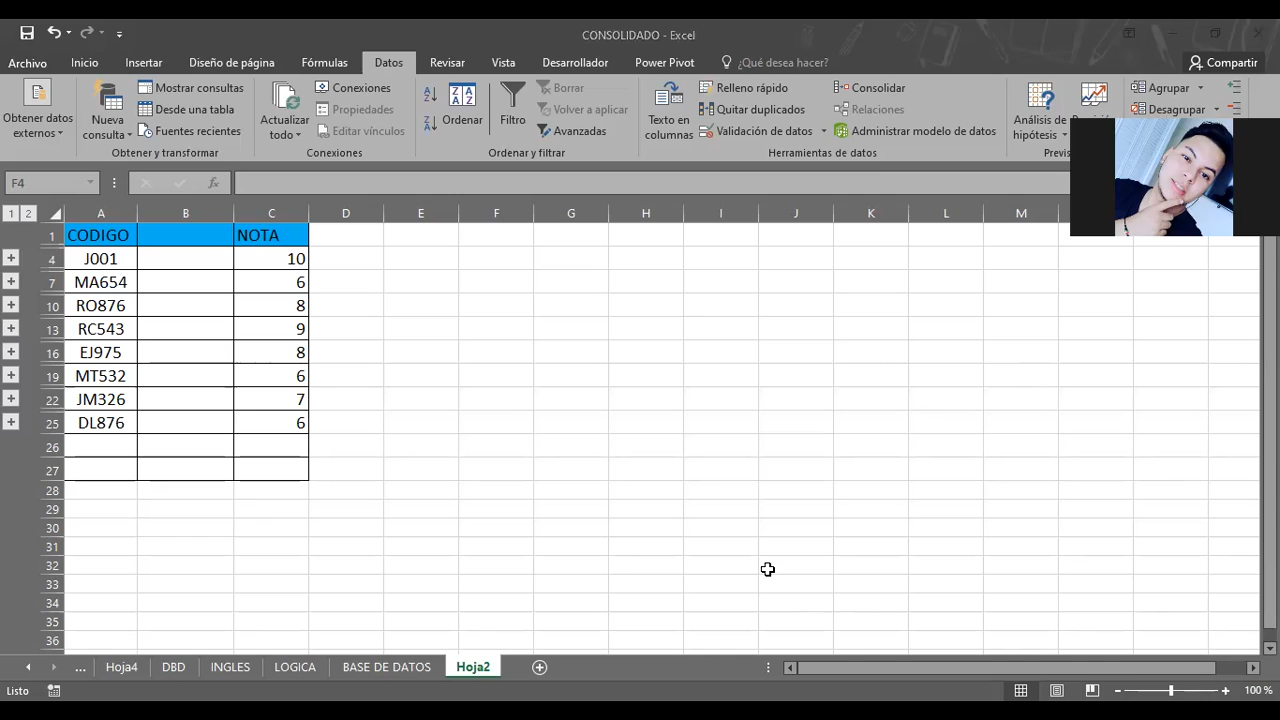 CONSOLIDADO - Excel
Archivo Inicio Insertar Diseño de página Fórmulas Datos Revisar Vista Desarrollador Power Pivot ¿Qué desea hacer? Compartir
Obtener datos externos
Nueva consulta
Mostrar consultas
Desde una tabla
Fuentes recientes
Obtener y transformar
Actualizar todo
Conexiones
Propiedades
Editar vínculos
Conexiones
Ordenar
Filtro
Borrar
Volver a aplicar
Avanzadas
Ordenar y filtrar
Texto en columnas
Relleno rápido
Quitar duplicados
Validación de datos
Consolidar
Relaciones
Administrar modelo de datos
Herramientas de datos
Análisis de hipótesis
Agrupar
Desagrupar
F4
1 2 A B C D E F G H I J K L M
1 CODIGO NOTA
4 J001 10
7 MA654 6
10 RO876 8
13 RC543 9
16 EJ975 8
19 MT532 6
22 JM326 7
25 DL876 6
26
27
28
29
30
31
32
33
34
35
36
... Hoja4 DBD INGLES LOGICA BASE DE DATOS Hoja2
Listo 100 %